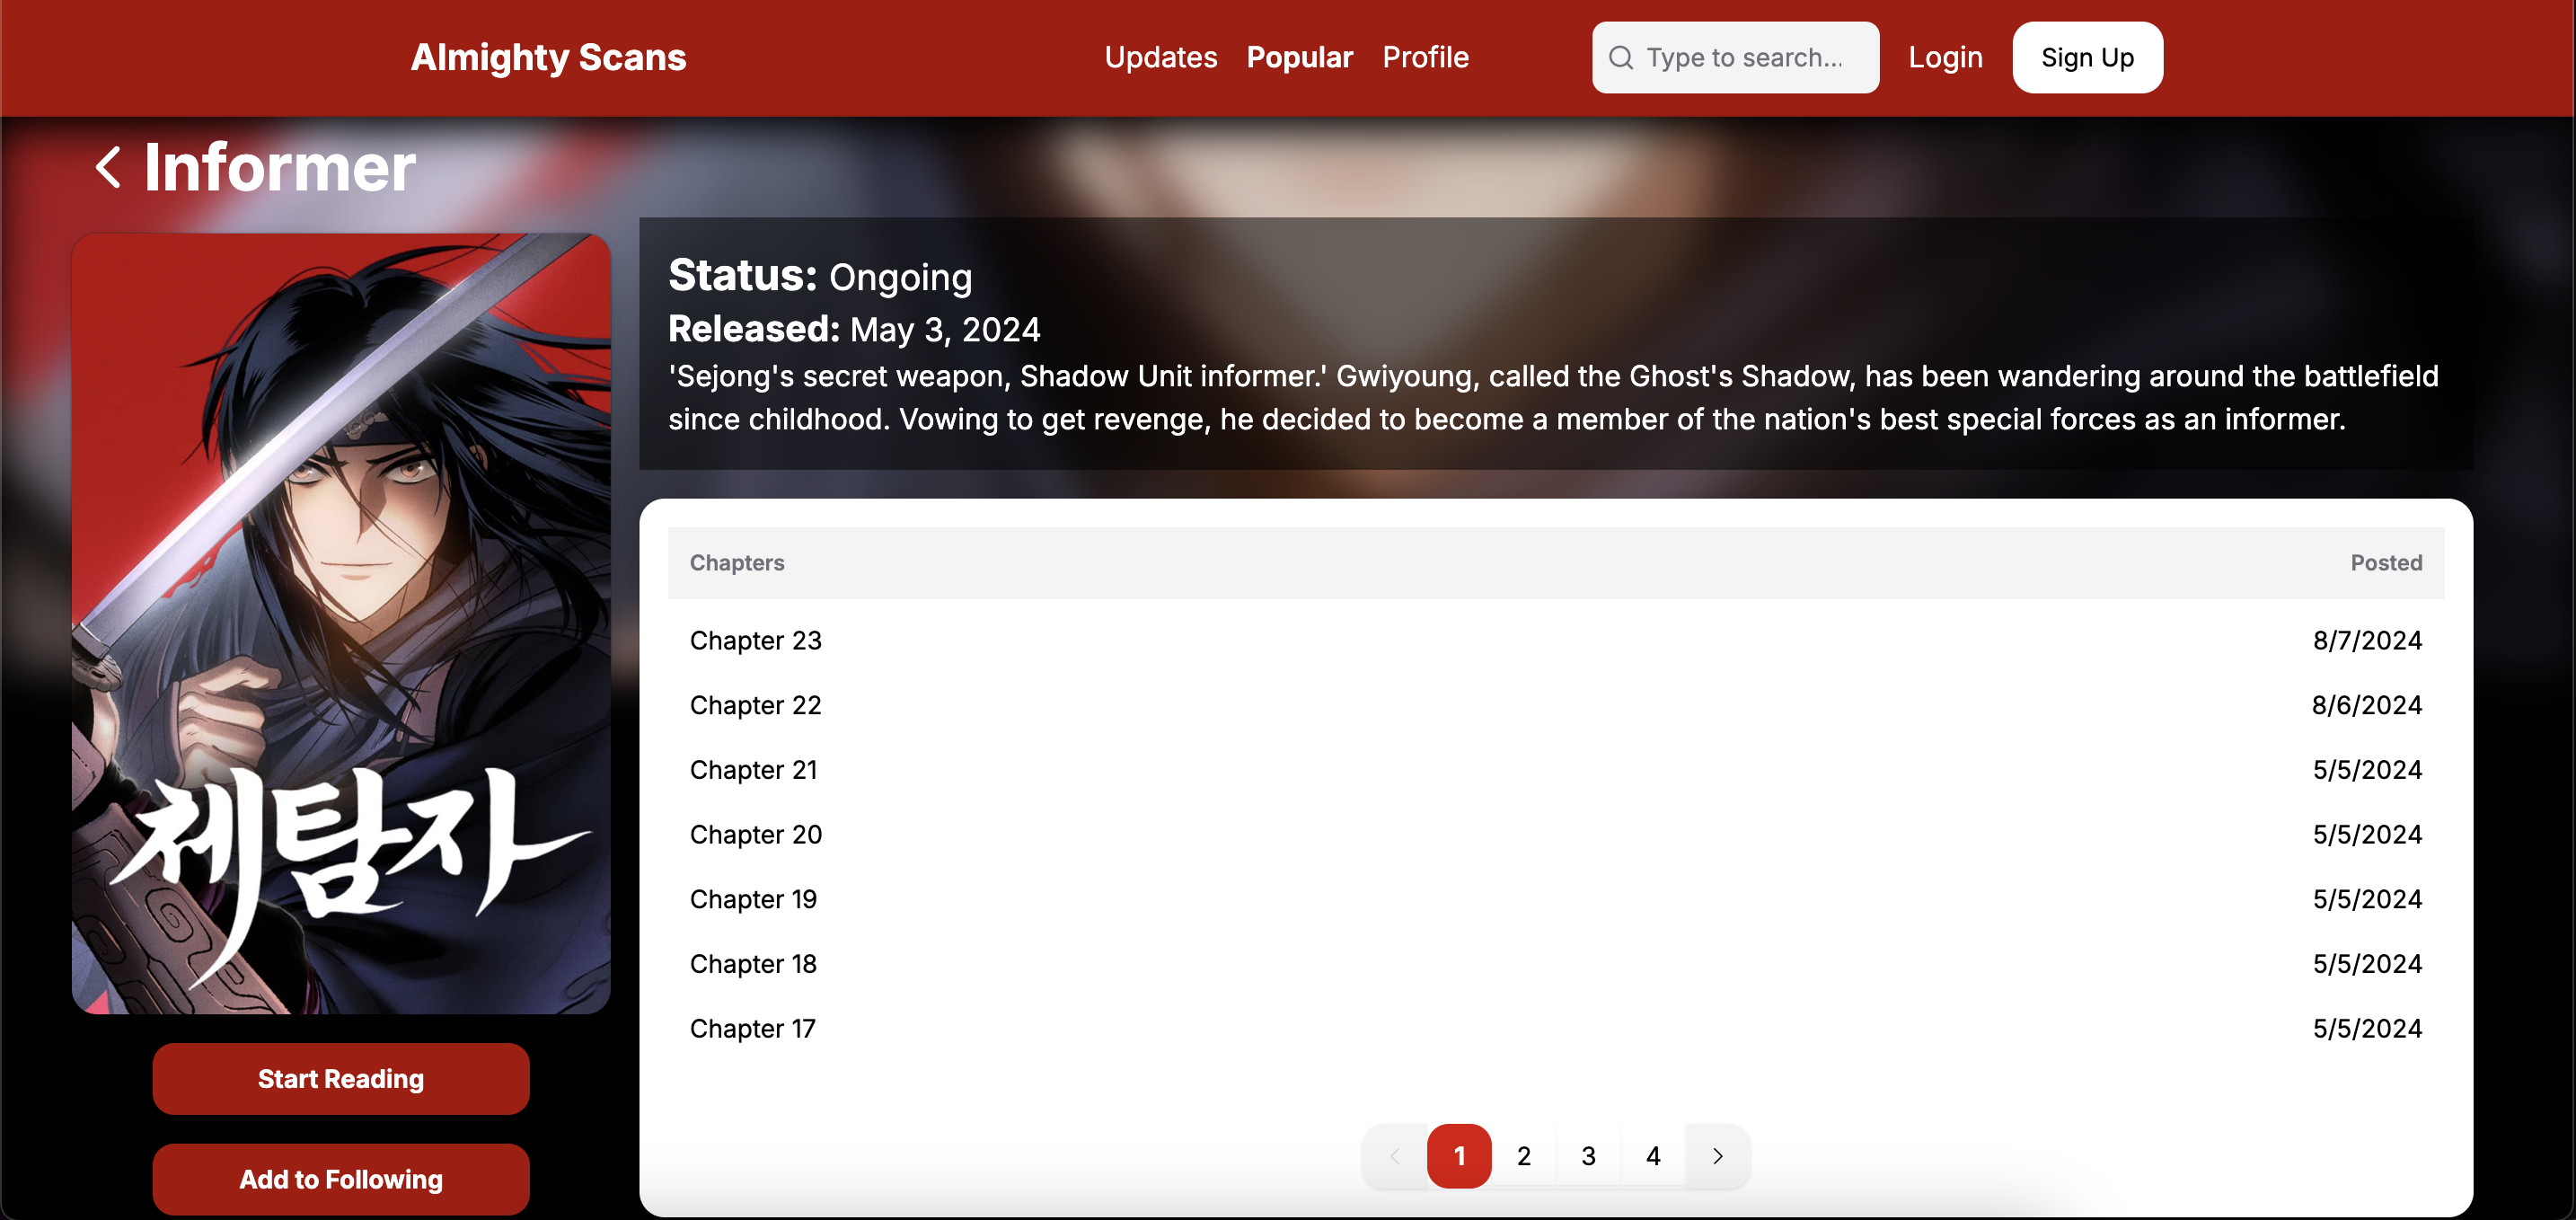 Almighty Scans
Updates Popular Profile
Type to search...
Login
Sign Up
Informer
Status: Ongoing
Released: May 3, 2024
'Sejong's secret weapon, Shadow Unit informer.' Gwiyoung, called the Ghost's Shadow, has been wandering around the battlefield
since childhood. Vowing to get revenge, he decided to become a member of the nation's best special forces as an informer.
체탐자
Start Reading
Add to Following
Chapters Posted
Chapter 23 8/7/2024
Chapter 22 8/6/2024
Chapter 21 5/5/2024
Chapter 20 5/5/2024
Chapter 19 5/5/2024
Chapter 18 5/5/2024
Chapter 17 5/5/2024
1 2 3 4